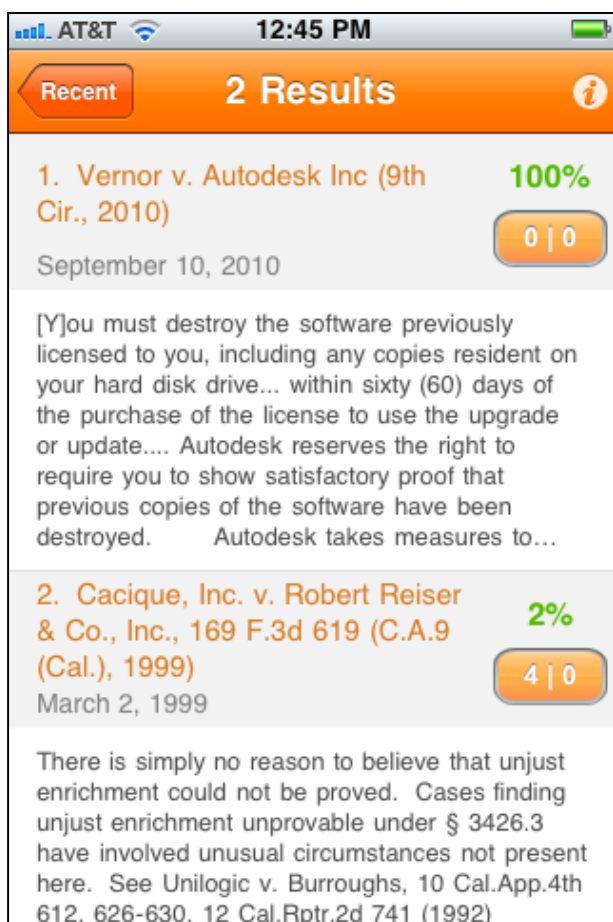 AT&T 12:45 PM
Recent 2 Results i
1. Vernor v. Autodesk Inc (9th 100%
Cir., 2010)
0 | 0
September 10, 2010
[Y]ou must destroy the software previously
licensed to you, including any copies resident on
your hard disk drive... within sixty (60) days of
the purchase of the license to use the upgrade
or update.... Autodesk reserves the right to
require you to show satisfactory proof that
previous copies of the software have been
destroyed. Autodesk takes measures to...
2. Cacique, Inc. v. Robert Reiser 2%
& Co., Inc., 169 F.3d 619 (C.A.9
(Cal.), 1999) 4 | 0
March 2, 1999
There is simply no reason to believe that unjust
enrichment could not be proved. Cases finding
unjust enrichment unprovable under § 3426.3
have involved unusual circumstances not present
here. See Unilogic v. Burroughs, 10 Cal.App.4th
612, 626-630, 12 Cal.Rptr.2d 741 (1992)